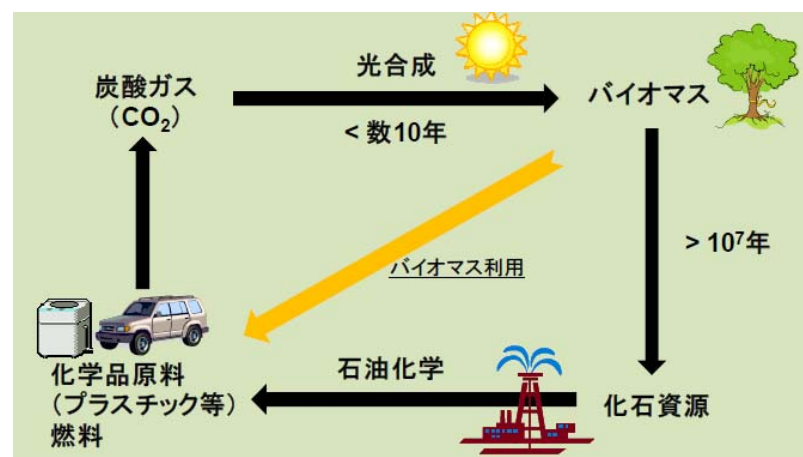 光合成
炭酸ガス
(CO₂)
バイオマス
< 数10年
> 10⁷年
バイオマス利用
石油化学
化学品原料
(プラスチック等)
燃料
化石資源